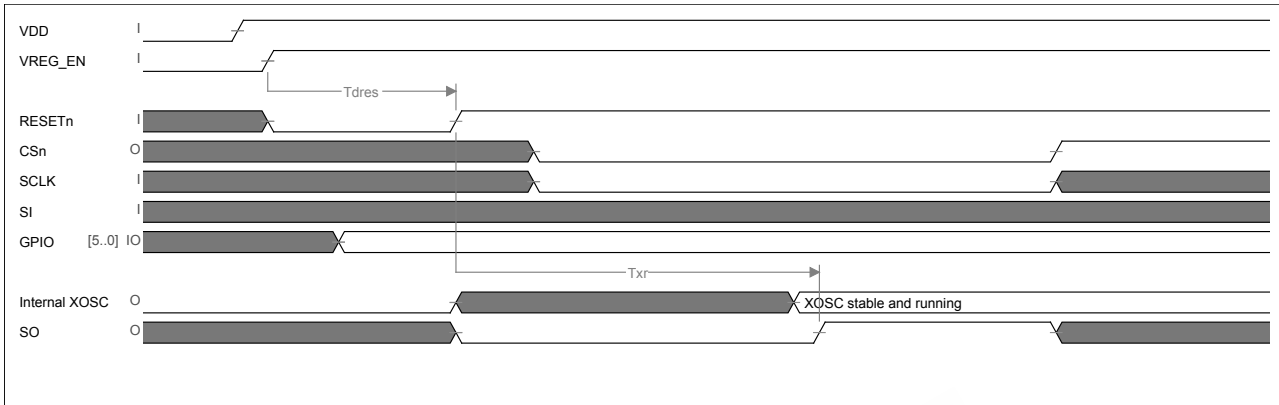 VDD I
VREG_EN I
Tdres
RESETn I
CSn O
SCLK I
SI I
GPIO [5..0] IO
Txr
Internal XOSC O XOSC stable and running
SO O